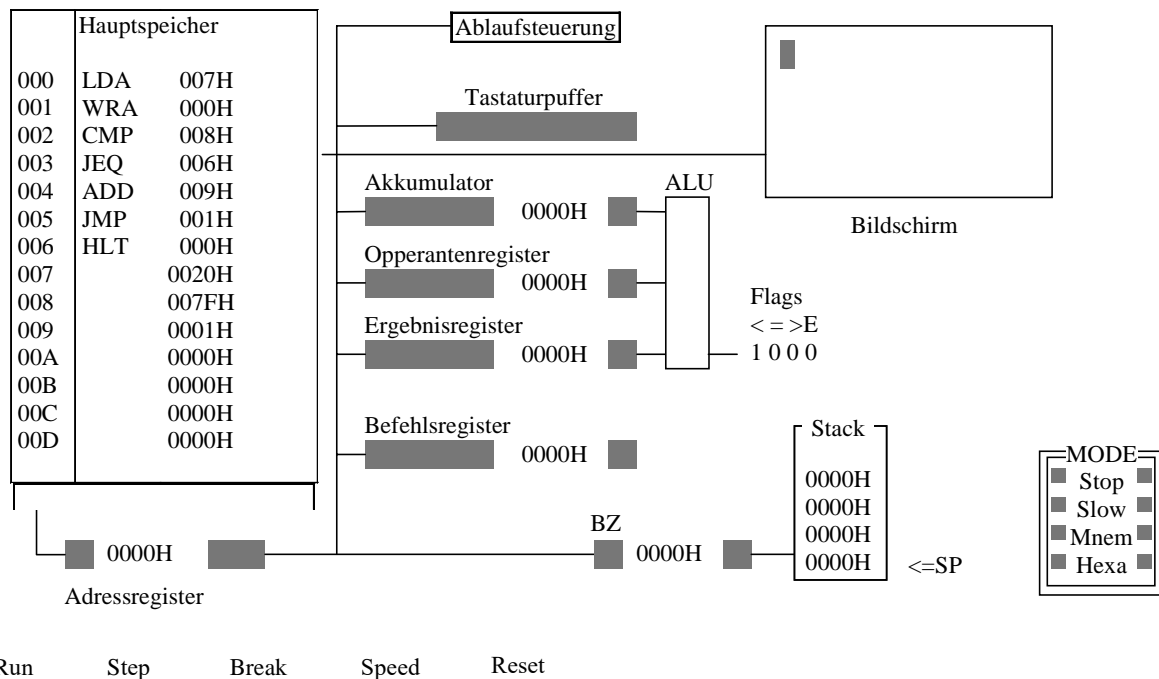 Hauptspeicher
000 LDA 007H
001 WRA 000H
002 CMP 008H
003 JEQ 006H
004 ADD 009H
005 JMP 001H
006 HLT 000H
007 0020H
008 007FH
009 0001H
00A 0000H
00B 0000H
00C 0000H
00D 0000H
0000H
Adressregister
Ablaufsteuerung
Tastaturpuffer
Akkumulator
0000H
Opperantenregister
0000H
Ergebnisregister
0000H
Befehlsregister
0000H
ALU
Bildschirm
Flags
< = >E
1 0 0 0
BZ
0000H
Stack
0000H
0000H
0000H
0000H
<=SP
MODE
Stop
Slow
Mnem
Hexa
Run Step Break Speed Reset